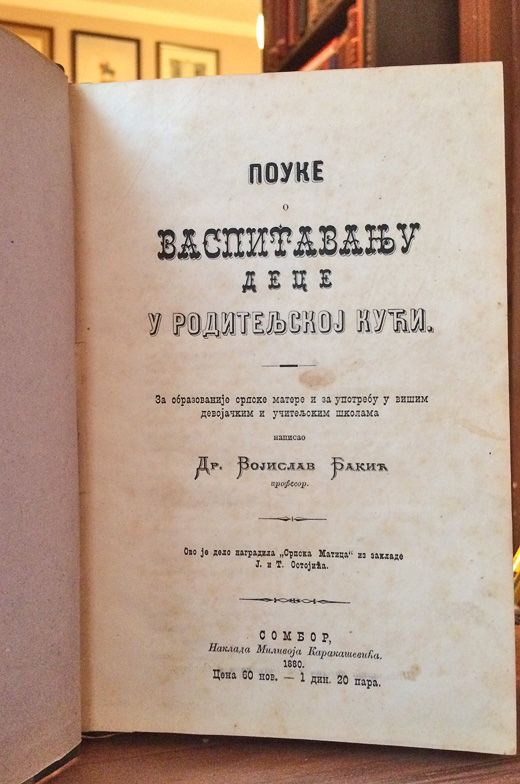 ПОУКЕ
О
ВАСПИТАВАЊУ
ДЕЦЕ
У РОДИТЕЉСКОЈ КУЋИ.
За образованије српске матере и за употребу у вишим
девојачким и учитељским школама
написао
Др. Војислав Бакић
професор.
Ово је дело наградила „Српска Матица“ из закладе
Ј. и Т. Остојића.
СОМБОР,
Наклада Миливоја Каракашевића.
1880.
Цена 60 нов. — 1 дин. 20 пара.